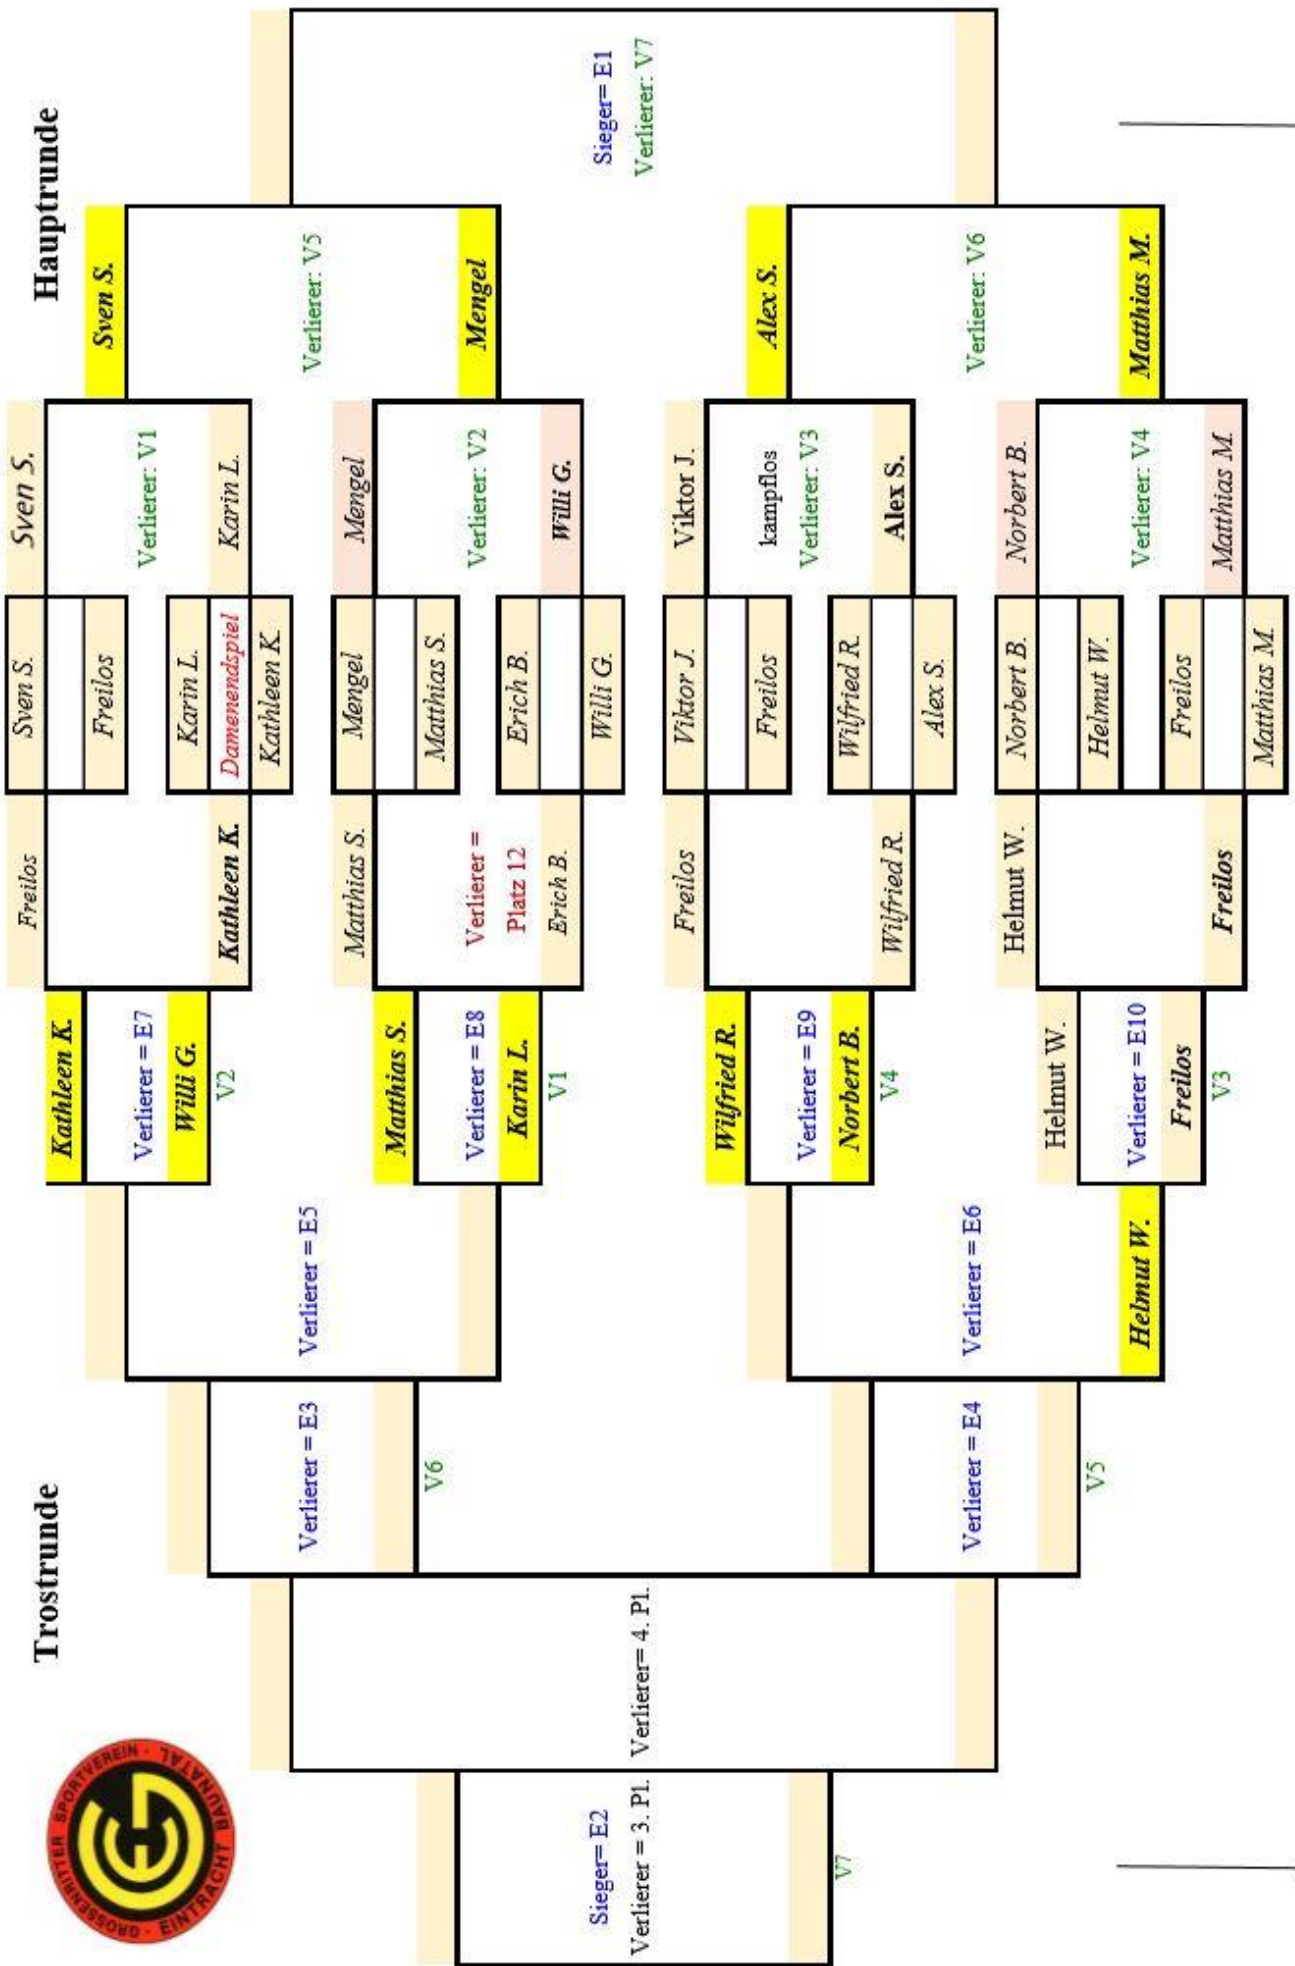 Trostrunde
Hauptrunde
GROSSENRITTER SPORTVEREIN · EINTRACHT BAUNATAL ·
Sieger= E2
Verlierer = 3. Pl.
V7
Verlierer= 4. Pl.
Verlierer = E3
V6
Verlierer = E4
V5
Verlierer = E5
Verlierer = E6
Helmut W.
Kathleen K.
Verlierer = E7
Willi G.
V2
Matthias S.
Verlierer = E8
Karin L.
V1
Wilfried R.
Verlierer = E9
Norbert B.
V4
Helmut W.
Verlierer = E10
Freilos
V3
Freilos
Kathleen K.
Matthias S.
Verlierer =
Platz 12
Erich B.
Freilos
Wilfried R.
Helmut W.
Freilos
Sven S.
Freilos
Karin L.
Damenendspiel
Kathleen K.
Mengel
Matthias S.
Erich B.
Willi G.
Viktor J.
Freilos
Wilfried R.
Alex S.
Norbert B.
Helmut W.
Freilos
Matthias M.
Sven S.
Verlierer: V1
Karin L.
Mengel
Verlierer: V2
Willi G.
Viktor J.
kampflos
Verlierer: V3
Alex S.
Norbert B.
Verlierer: V4
Matthias M.
Sven S.
Verlierer: V5
Mengel
Alex S.
Verlierer: V6
Matthias M.
Sieger= E1
Verlierer: V7